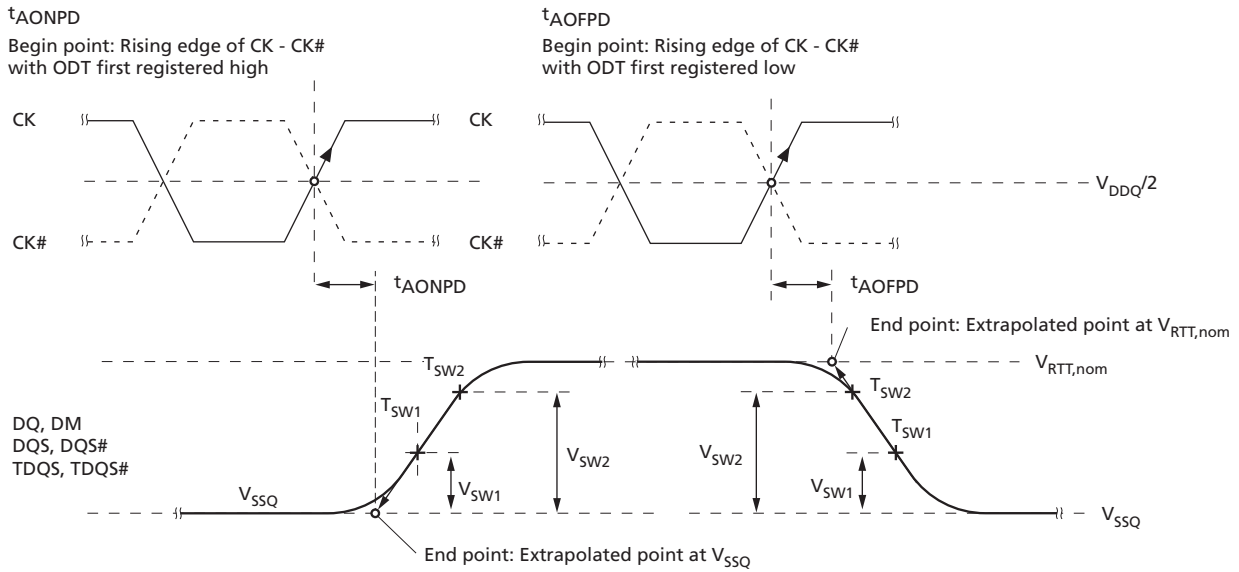 tAONPD
Begin point: Rising edge of CK - CK#
with ODT first registered high
tAOFPD
Begin point: Rising edge of CK - CK#
with ODT first registered low
CK
CK
VDDQ/2
CK#
CK#
tAONPD
tAOFPD
End point: Extrapolated point at VRTT,nom
TSW2
VRTT,nom
TSW2
TSW1
DQ, DM
DQS, DQS#
TDQS, TDQS#
TSW1
VSW2
VSW2
VSW1
VSW1
VSSQ
VSSQ
End point: Extrapolated point at VSSQ